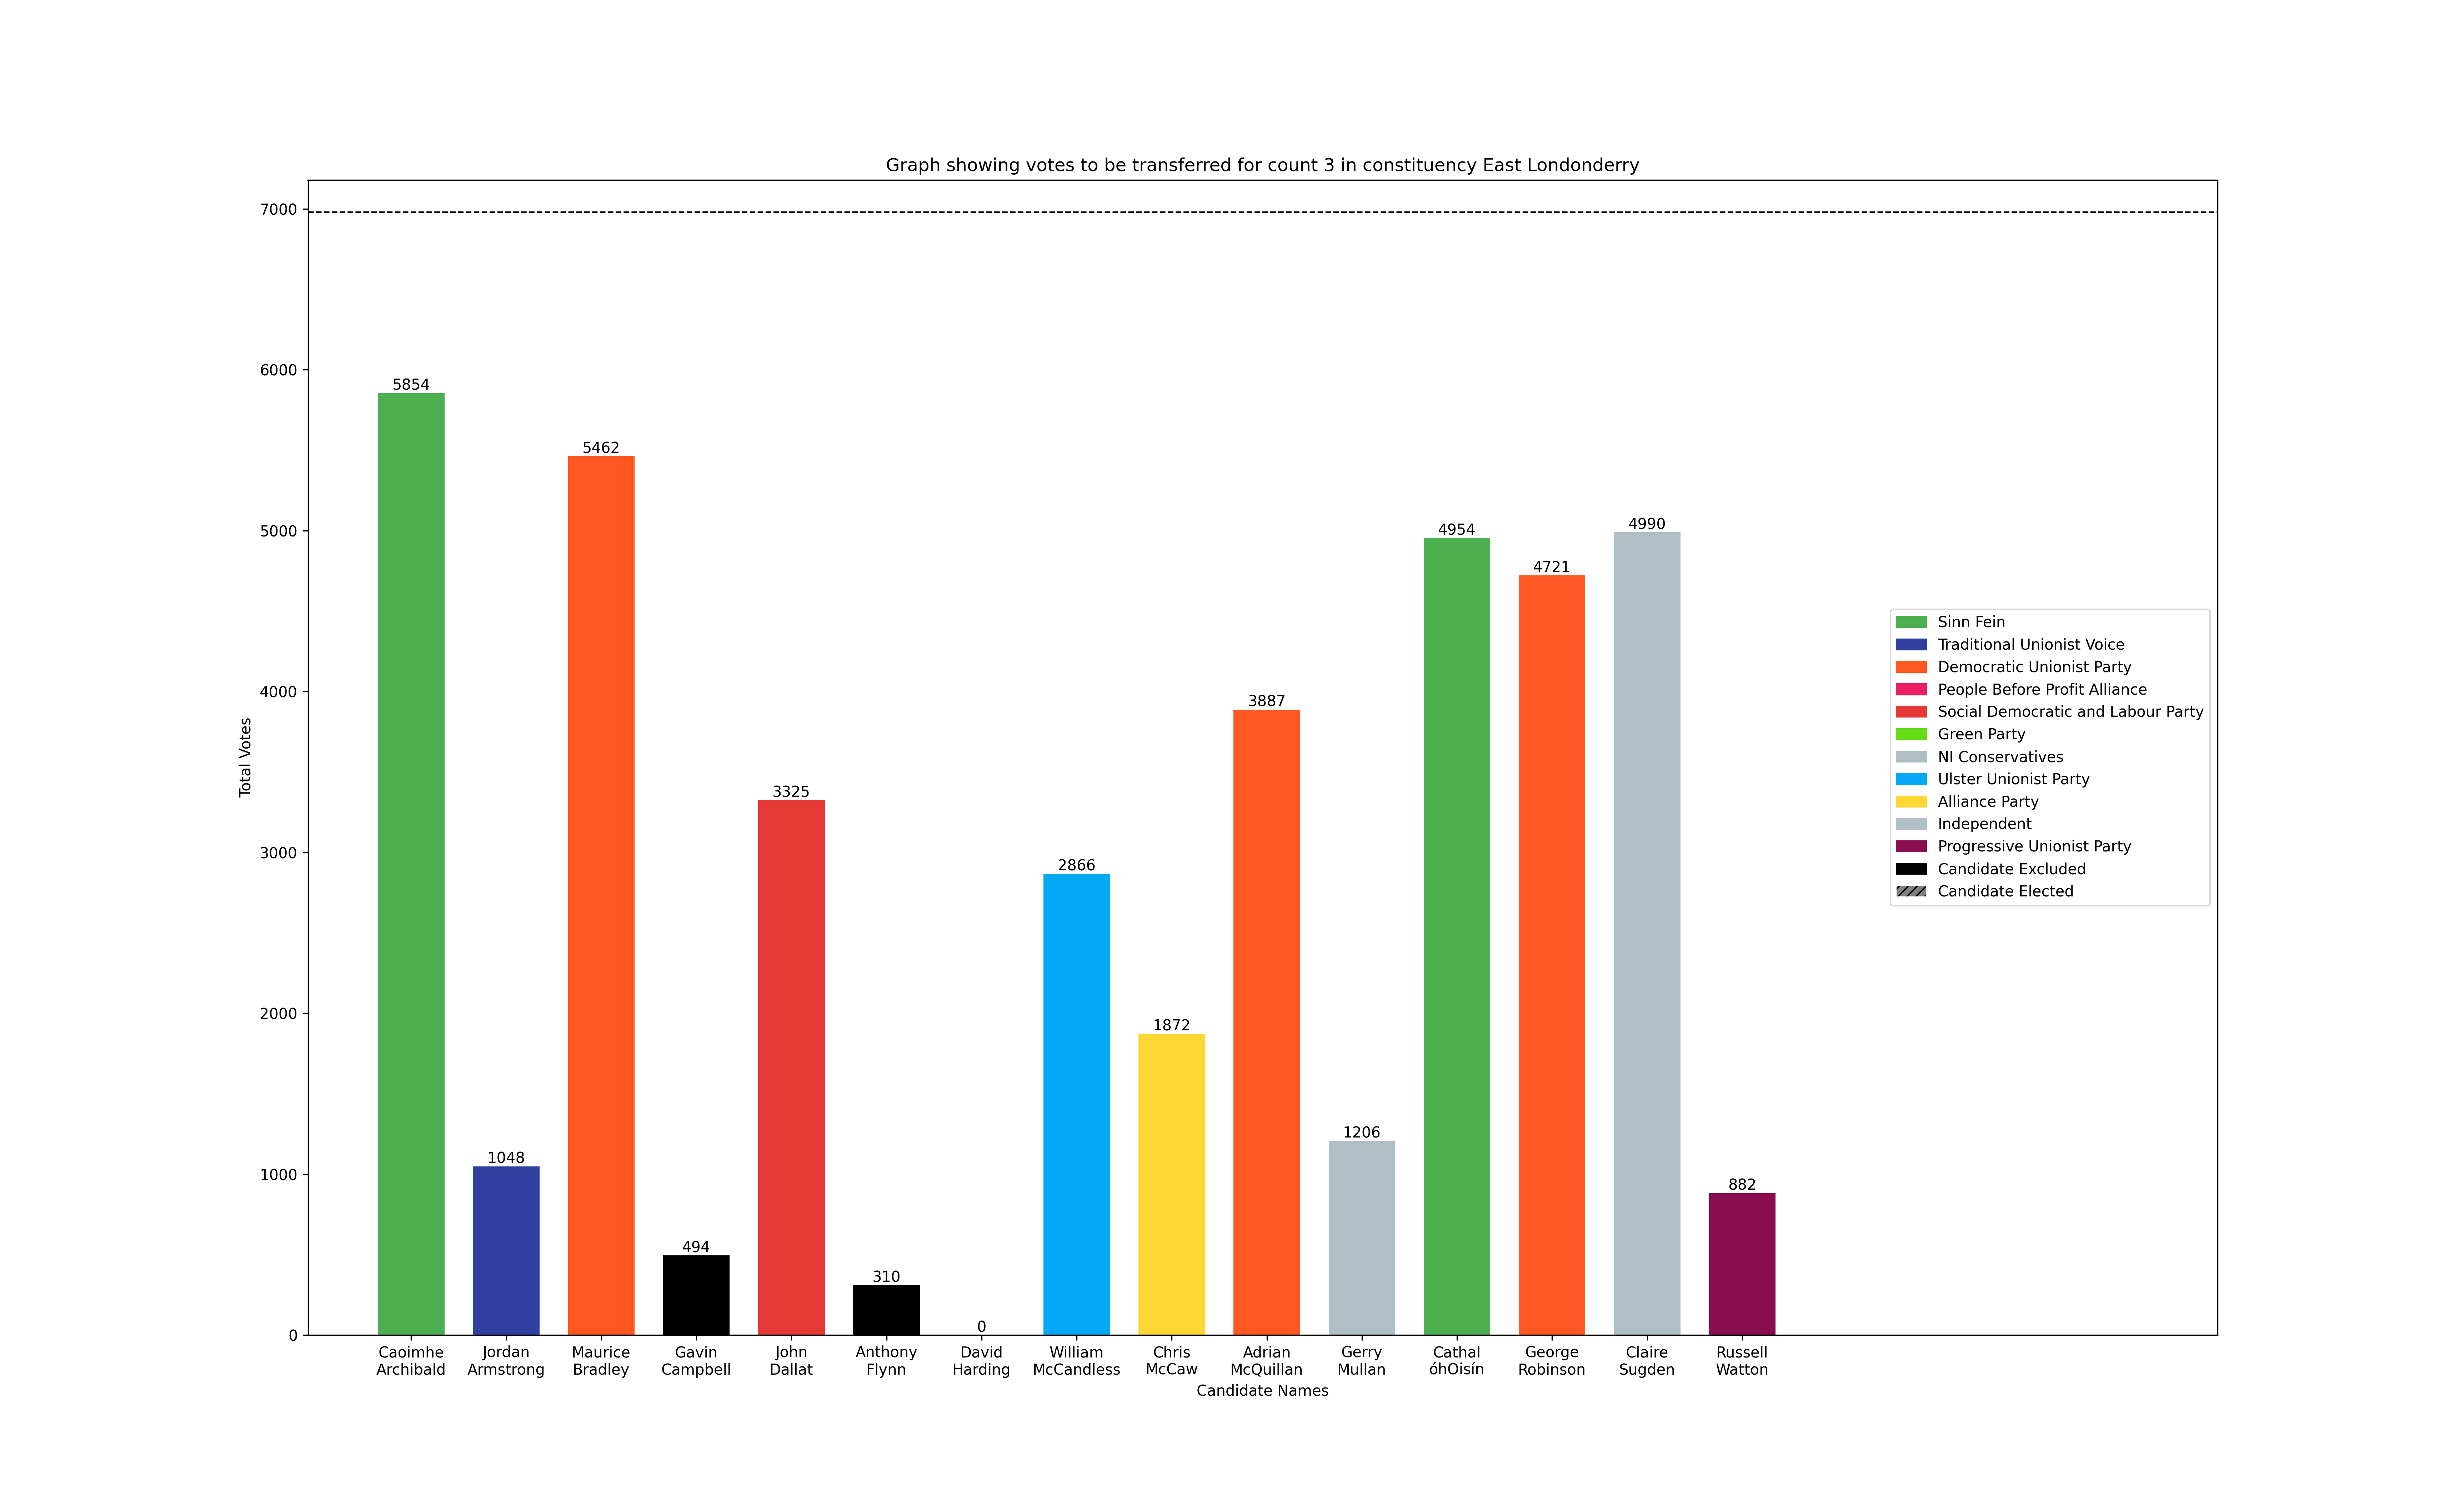 Graph showing votes to be transferred for count 3 in constituency East Londonderry
7000
6000
5000
4000
3000
2000
1000
0
Total Votes
5854
1048
5462
494
3325
310
0
2866
1872
3887
1206
4954
4721
4990
882
Sinn Fein
Traditional Unionist Voice
Democratic Unionist Party
People Before Profit Alliance
Social Democratic and Labour Party
Green Party
NI Conservatives
Ulster Unionist Party
Alliance Party
Independent
Progressive Unionist Party
Candidate Excluded
Candidate Elected
Caoimhe
Archibald
Jordan
Armstrong
Maurice
Bradley
Gavin
Campbell
John
Dallat
Anthony
Flynn
David
Harding
William
McCandless
Chris
McCaw
Adrian
McQuillan
Gerry
Mullan
Cathal
óhOisín
George
Robinson
Claire
Sugden
Russell
Watton
Candidate Names